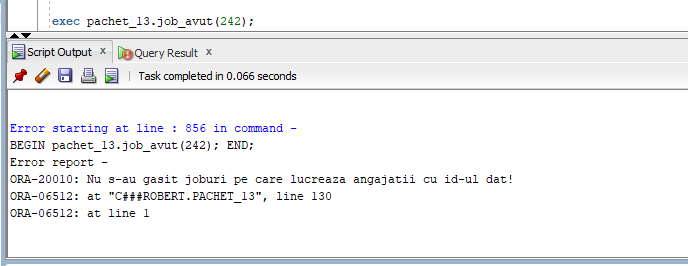 exec pachet_13.job_avut(242);
Script Output x Query Result x
Task completed in 0.066 seconds
Error starting at line : 856 in command -
BEGIN pachet_13.job_avut(242); END;
Error report -
ORA-20010: Nu s-au gasit joburi pe care lucreaza angajatii cu id-ul dat!
ORA-06512: at "C###ROBERT.PACHET_13", line 130
ORA-06512: at line 1